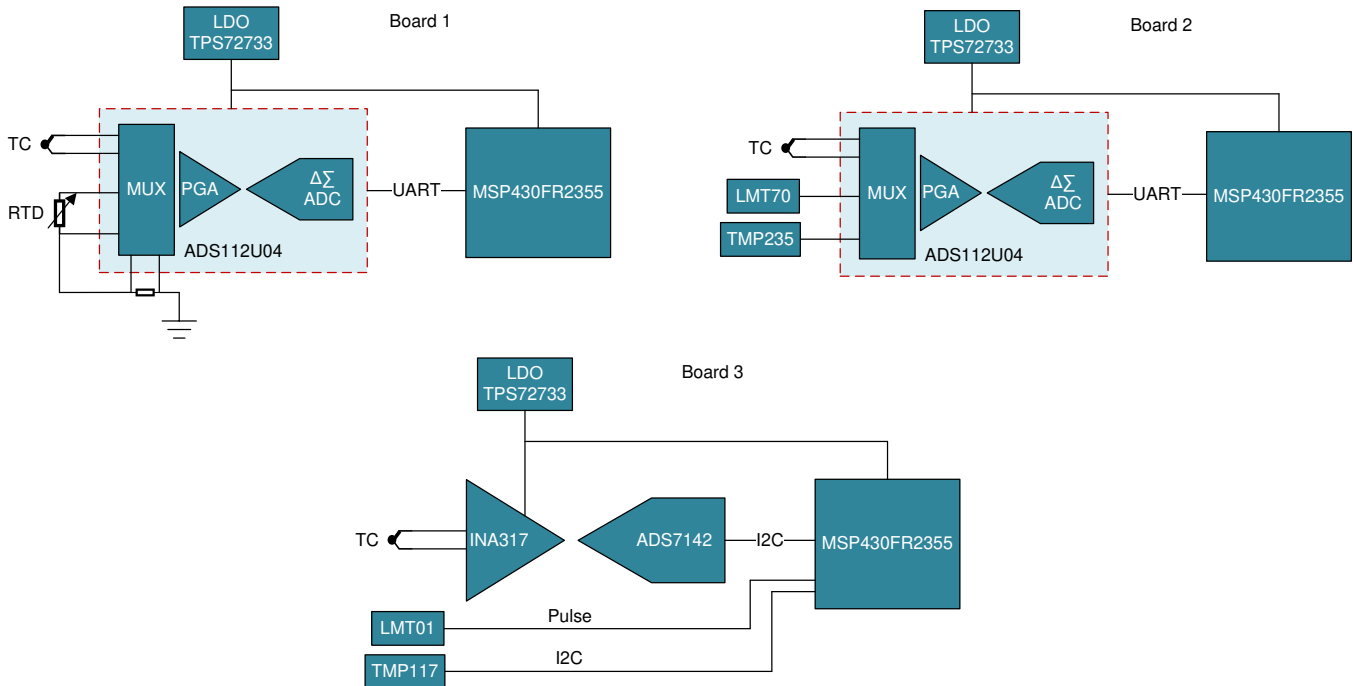 LDO
TPS72733
Board 1
TC
MUX
PGA
ΔΣ
ADC
UART
MSP430FR2355
RTD
ADS112U04
LDO
TPS72733
Board 2
TC
MUX
PGA
ΔΣ
ADC
UART
MSP430FR2355
LMT70
TMP235
ADS112U04
LDO
TPS72733
Board 3
TC
INA317
ADS7142
I2C
MSP430FR2355
LMT01
Pulse
TMP117
I2C